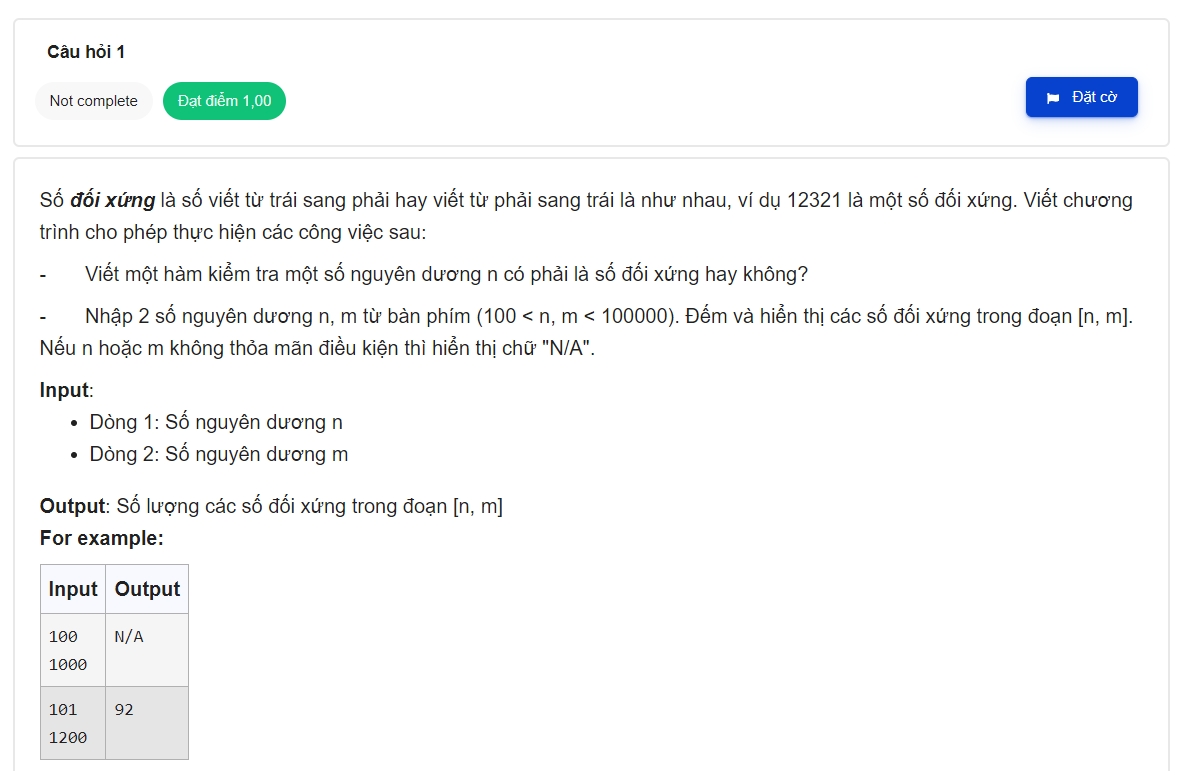 Câu hỏi 1
Not complete
Đạt điểm 1,00
Đặt cờ
Số đối xứng là số viết từ trái sang phải hay viết từ phải sang trái là như nhau, ví dụ 12321 là một số đối xứng. Viết chương
trình cho phép thực hiện các công việc sau:
- Viết một hàm kiểm tra một số nguyên dương n có phải là số đối xứng hay không?
- Nhập 2 số nguyên dương n, m từ bàn phím (100 < n, m < 100000). Đếm và hiển thị các số đối xứng trong đoạn [n, m].
Nếu n hoặc m không thỏa mãn điều kiện thì hiển thị chữ "N/A".
Input:
• Dòng 1: Số nguyên dương n
• Dòng 2: Số nguyên dương m
Output: Số lượng các số đối xứng trong đoạn [n, m]
For example:
Input Output
100 N/A
1000
101 92
1200